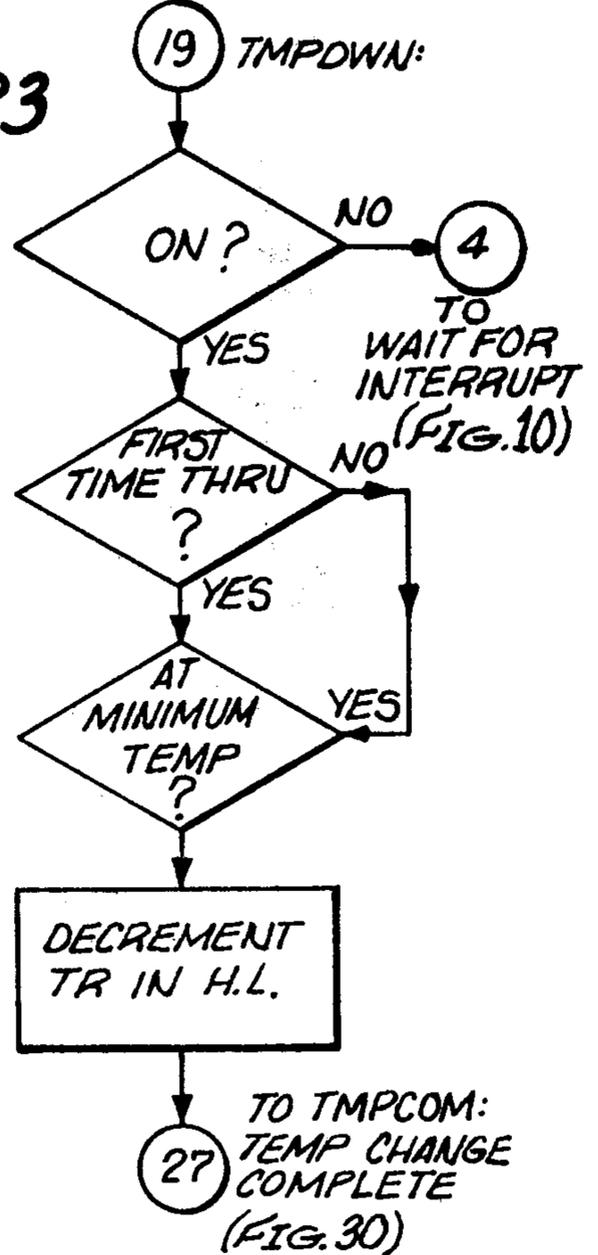 19 TMPDWN:
23
ON?
NO
4
TO
WAIT FOR
INTERRUPT
(FIG.10)
YES
FIRST
TIME THRU
?
NO
YES
AT
MINIMUM
TEMP
?
YES
DECREMENT
TR IN H.L.
27
TO TMPCOM:
TEMP CHANGE
COMPLETE
(FIG.30)